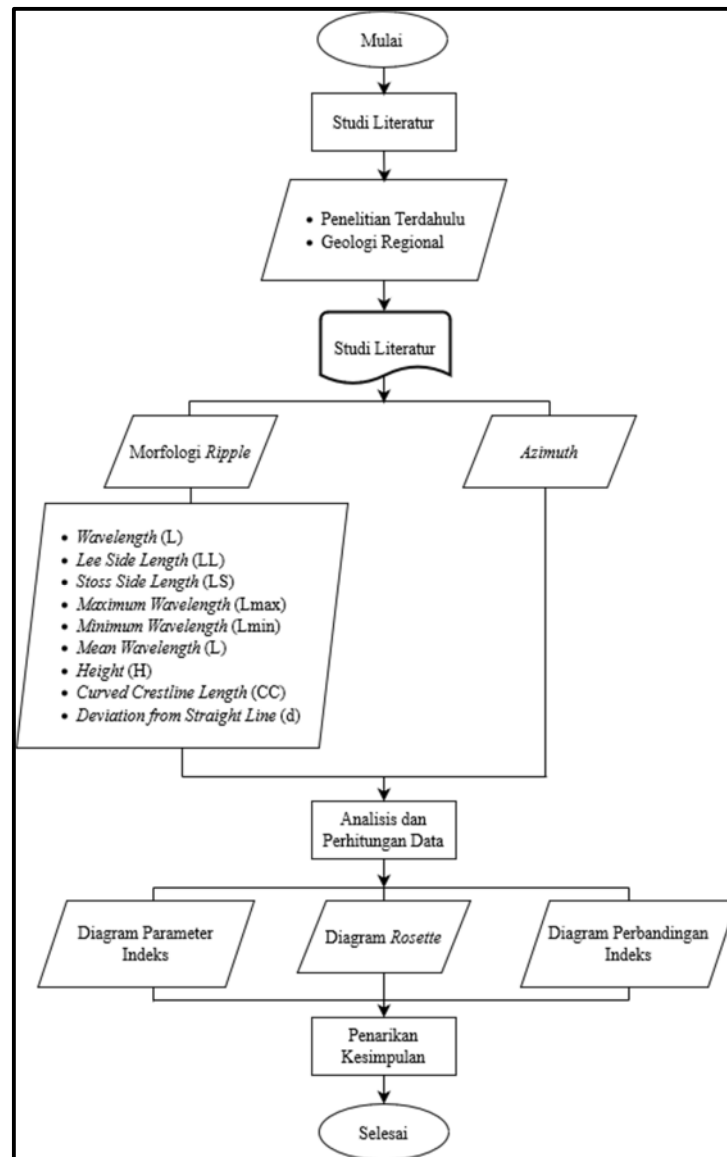 Mulai
Studi Literatur
• Penelitian Terdahulu
• Geologi Regional
Studi Literatur
Morfologi Ripple
Azimuth
• Wavelength (L)
• Lee Side Length (LL)
• Stoss Side Length (LS)
• Maximum Wavelength (Lmax)
• Minimum Wavelength (Lmin)
• Mean Wavelength (L)
• Height (H)
• Curved Crestline Length (CC)
• Deviation from Straight Line (d)
Analisis dan
Perhitungan Data
Diagram Parameter
Indeks
Diagram Rosette
Diagram Perbandingan
Indeks
Penarikan
Kesimpulan
Selesai